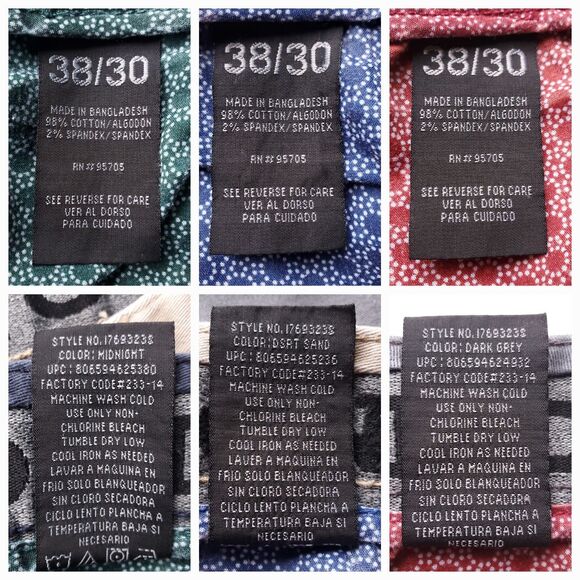 38/30
MADE IN BANGLADESH
98% COTTON/ALGODON
2% SPANDEX/SPANDEX
RN# 95705
SEE REVERSE FOR CARE
VER AL DORSO
PARA CUIDADO
38/30
MADE IN BANGLADESH
98% COTTON/ALGODON
2% SPANDEX/SPANDEX
RN# 95705
SEE REVERSE FOR CARE
VER AL DORSO
PARA CUIDADO
38/30
MADE IN BANGLADESH
98% COTTON/ALGODON
2% SPANDEX/SPANDEX
RN# 95705
SEE REVERSE FOR CARE
VER AL DORSO
PARA CUIDADO
STYLE NO. 1769323S
COLOR: MIDNIGHT
UPC: 806594625380
FACTORY CODE#233-14
MACHINE WASH COLD
USE ONLY NON-
CHLORINE BLEACH
TUMBLE DRY LOW
COOL IRON AS NEEDED
LAVAR A MAQUINA EN
FRIO SOLO BLANQUEADOR
SIN CLORO SECADORA
CICLO LENTO PLANCHA A
TEMPERATURA BAJA SI
NECESARIO
STYLE NO. 1769323S
COLOR: DSRT SAND
UPC: 806594625236
FACTORY CODE#233-14
MACHINE WASH COLD
USE ONLY NON-
CHLORINE BLEACH
TUMBLE DRY LOW
COOL IRON AS NEEDED
LAVAR A MAQUINA EN
FRIO SOLO BLANQUEADOR
SIN CLORO SECADORA
CICLO LENTO PLANCHA A
TEMPERATURA BAJA SI
NECESARIO
STYLE NO. 1769323S
COLOR: DARK GREY
UPC: 806594624932
FACTORY CODE#233-14
MACHINE WASH COLD
USE ONLY NON-
CHLORINE BLEACH
TUMBLE DRY LOW
COOL IRON AS NEEDED
LAVAR A MAQUINA EN
FRIO SOLO BLANQUEADOR
SIN CLORO SECADORA
CICLO LENTO PLANCHA A
TEMPERATURA BAJA SI
NECESARIO